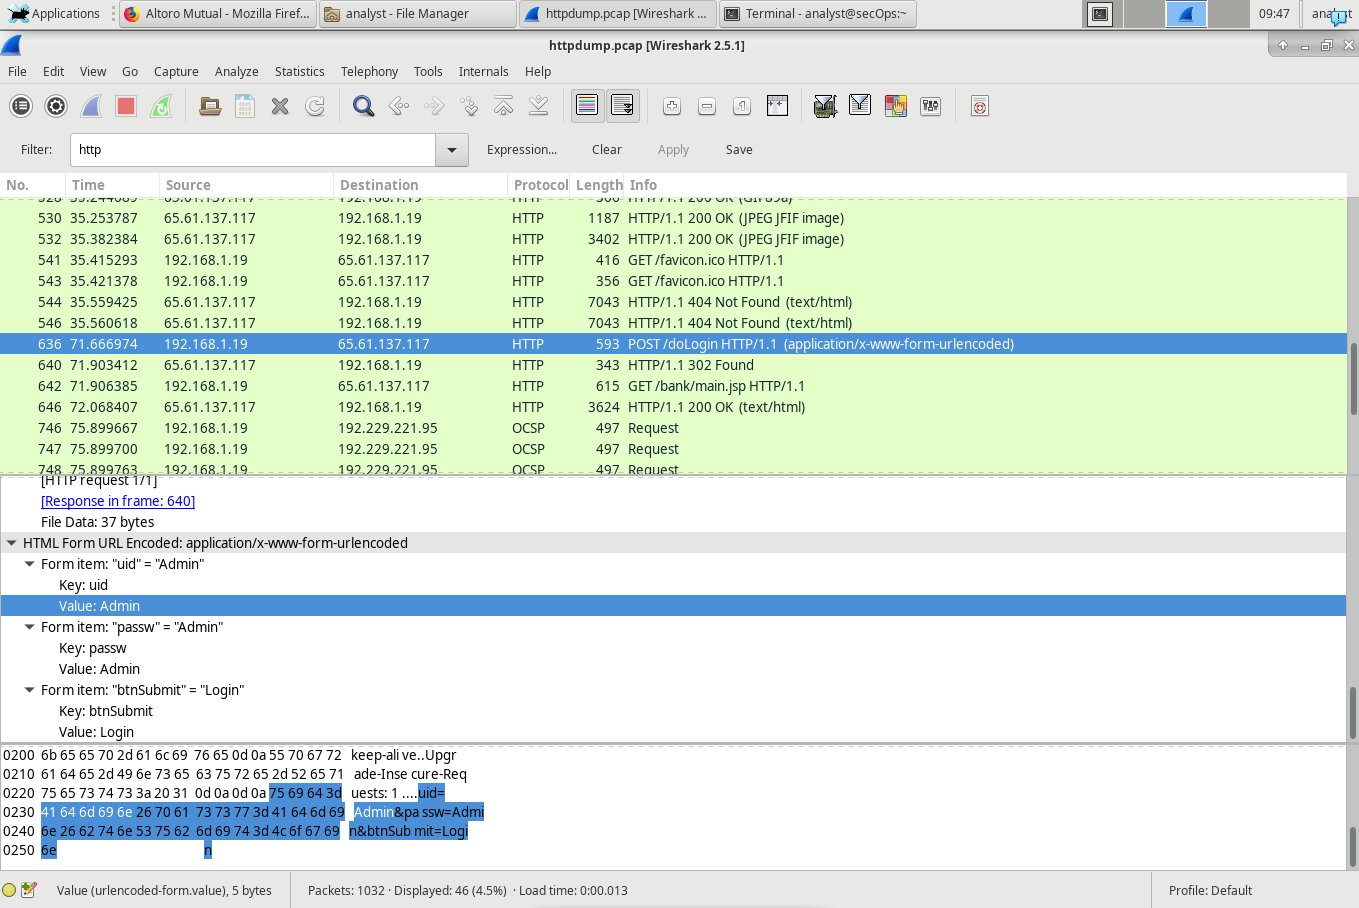 Applications Altoro Mutual - Mozilla Firef... analyst - File Manager httpdump.pcap [Wireshark ... Terminal - analyst@secOps:~ 09:47
httpdump.pcap [Wireshark 2.5.1]
File Edit View Go Capture Analyze Statistics Telephony Tools Internals Help
Filter: http Expression... Clear Apply Save
No. Time Source Destination Protocol Length Info
530 35.253787 65.61.137.117 192.168.1.19 HTTP 1187 HTTP/1.1 200 OK (JPEG JFIF image)
532 35.382384 65.61.137.117 192.168.1.19 HTTP 3402 HTTP/1.1 200 OK (JPEG JFIF image)
541 35.415293 192.168.1.19 65.61.137.117 HTTP 416 GET /favicon.ico HTTP/1.1
543 35.421378 192.168.1.19 65.61.137.117 HTTP 356 GET /favicon.ico HTTP/1.1
544 35.559425 65.61.137.117 192.168.1.19 HTTP 7043 HTTP/1.1 404 Not Found (text/html)
546 35.560618 65.61.137.117 192.168.1.19 HTTP 7043 HTTP/1.1 404 Not Found (text/html)
636 71.666974 192.168.1.19 65.61.137.117 HTTP 593 POST /doLogin HTTP/1.1 (application/x-www-form-urlencoded)
640 71.903412 65.61.137.117 192.168.1.19 HTTP 343 HTTP/1.1 302 Found
642 71.906385 192.168.1.19 65.61.137.117 HTTP 615 GET /bank/main.jsp HTTP/1.1
646 72.068407 65.61.137.117 192.168.1.19 HTTP 3624 HTTP/1.1 200 OK (text/html)
746 75.899667 192.168.1.19 192.229.221.95 OCSP 497 Request
747 75.899700 192.168.1.19 192.229.221.95 OCSP 497 Request
748 75.899763 192.168.1.19 192.229.221.95 OCSP 497 Request
[HTTP request 1/1]
[Response in frame: 640]
File Data: 37 bytes
HTML Form URL Encoded: application/x-www-form-urlencoded
Form item: "uid" = "Admin"
Key: uid
Value: Admin
Form item: "passw" = "Admin"
Key: passw
Value: Admin
Form item: "btnSubmit" = "Login"
Key: btnSubmit
Value: Login
0200 6b 65 65 70 2d 61 6c 69 76 65 0d 0a 55 70 67 72 keep-ali ve..Upgr
0210 61 64 65 2d 49 6e 73 65 63 75 72 65 2d 52 65 71 ade-Inse cure-Req
0220 75 65 73 74 73 3a 20 31 0d 0a 0d 0a 75 69 64 3d uests: 1 ....uid=
0230 41 64 6d 69 6e 26 70 61 73 73 77 3d 41 64 6d 69 Admin&pa ssw=Admi
0240 6e 26 62 74 6e 53 75 62 6d 69 74 3d 4c 6f 67 69 n&btnSub mit=Logi
0250 6e n
Value (urlencoded-form.value), 5 bytes Packets: 1032 · Displayed: 46 (4.5%) · Load time: 0:00.013 Profile: Default